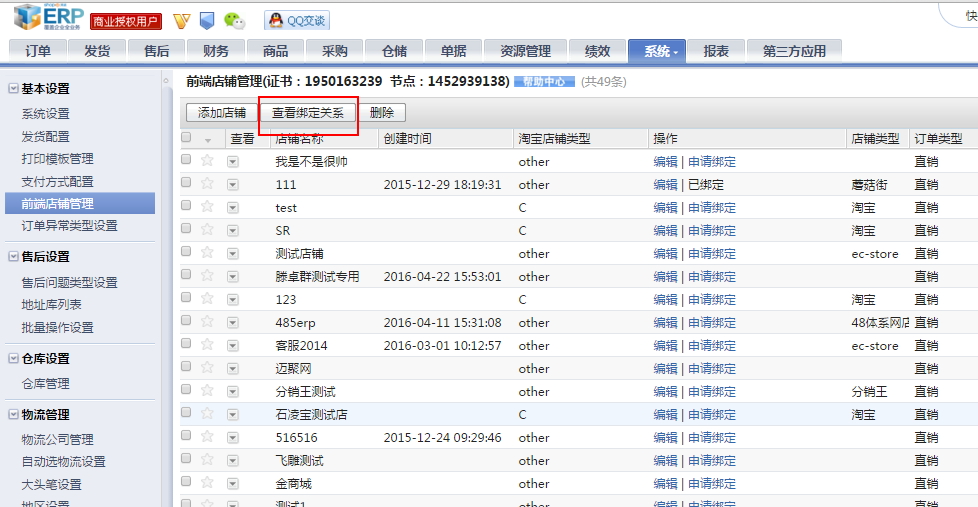 ERP 商业授权用户 QQ交谈 快
订单 发货 售后 财务 商品 采购 仓储 单据 资源管理 绩效 系统 报表 第三方应用
基本设置
系统设置
发货配置
打印模板管理
支付方式配置
前端店铺管理
订单异常类型设置
售后设置
售后问题类型设置
地址库列表
批量操作设置
仓库设置
仓库管理
物流管理
物流公司管理
自动选物流设置
大头笔设置
地区设置
前端店铺管理(证书：1950163239 节点：1452939138) 帮助中心 (共49条)
添加店铺 查看绑定关系 删除
查看 店铺名称 创建时间 淘宝店铺类型 操作 店铺类型 订单类型
我是不是很帅 other 编辑 | 申请绑定 直销
111 2015-12-29 18:19:31 other 编辑 | 已绑定 蘑菇街 直销
test C 编辑 | 申请绑定 淘宝 直销
SR C 编辑 | 申请绑定 淘宝 直销
测试店铺 other 编辑 | 申请绑定 ec-store 直销
滕卓群测试专用 2016-04-22 15:53:01 other 编辑 | 申请绑定 直销
123 C 编辑 | 申请绑定 淘宝 直销
485erp 2016-04-11 15:31:08 other 编辑 | 申请绑定 48体系网店 直销
客服2014 2016-03-01 10:12:57 other 编辑 | 申请绑定 ec-store 直销
迈聚网 other 编辑 | 申请绑定 直销
分销王测试 other 编辑 | 申请绑定 分销王 直销
石凌宝测试店 C 编辑 | 申请绑定 淘宝 直销
516516 2015-12-24 09:29:46 other 编辑 | 申请绑定 直销
飞雕测试 other 编辑 | 申请绑定 直销
金商城 other 编辑 | 申请绑定 直销
测试1 other 编辑 | 申请绑定 直销